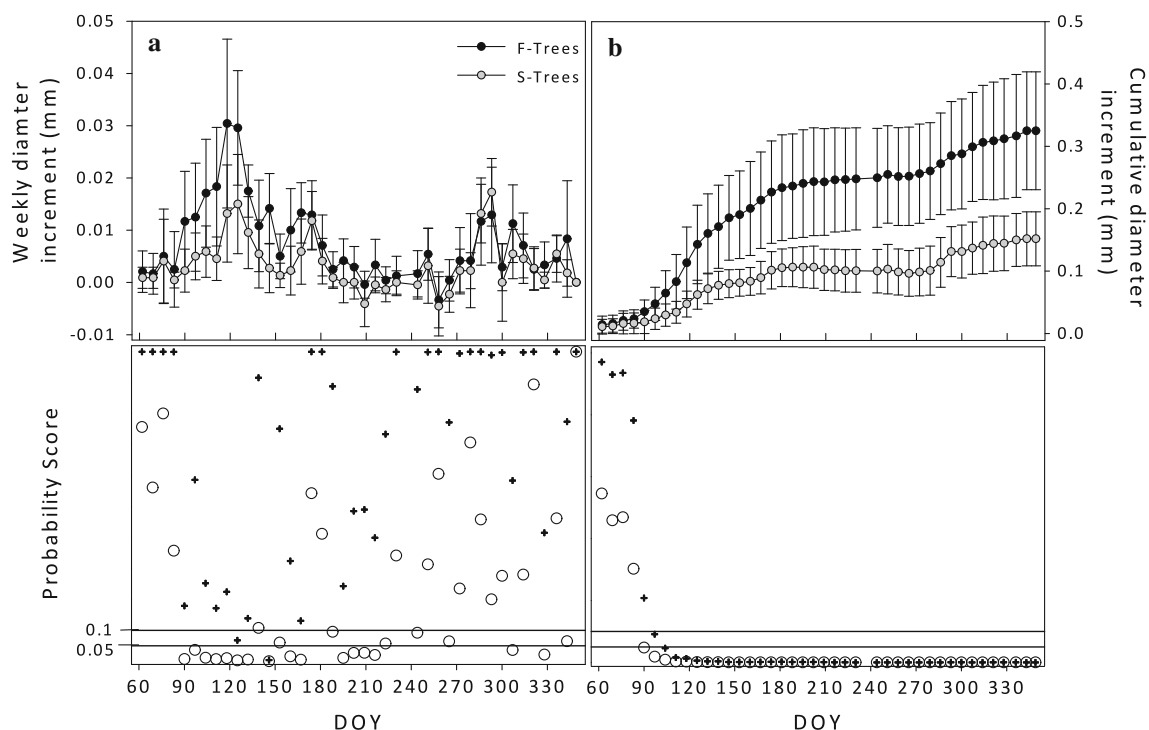 0.05
0.04
0.03
0.02
0.01
0.00
-0.01
Weekly diamter
increment (mm)
a
F-Trees
S-Trees
b
0.5
0.4
0.3
0.2
0.1
0.0
Cumulative diameter
increment (mm)
Probability Score
0.1
0.05
60 90 120 150 180 210 240 270 300 330
DOY
60 90 120 150 180 210 240 270 300 330
DOY